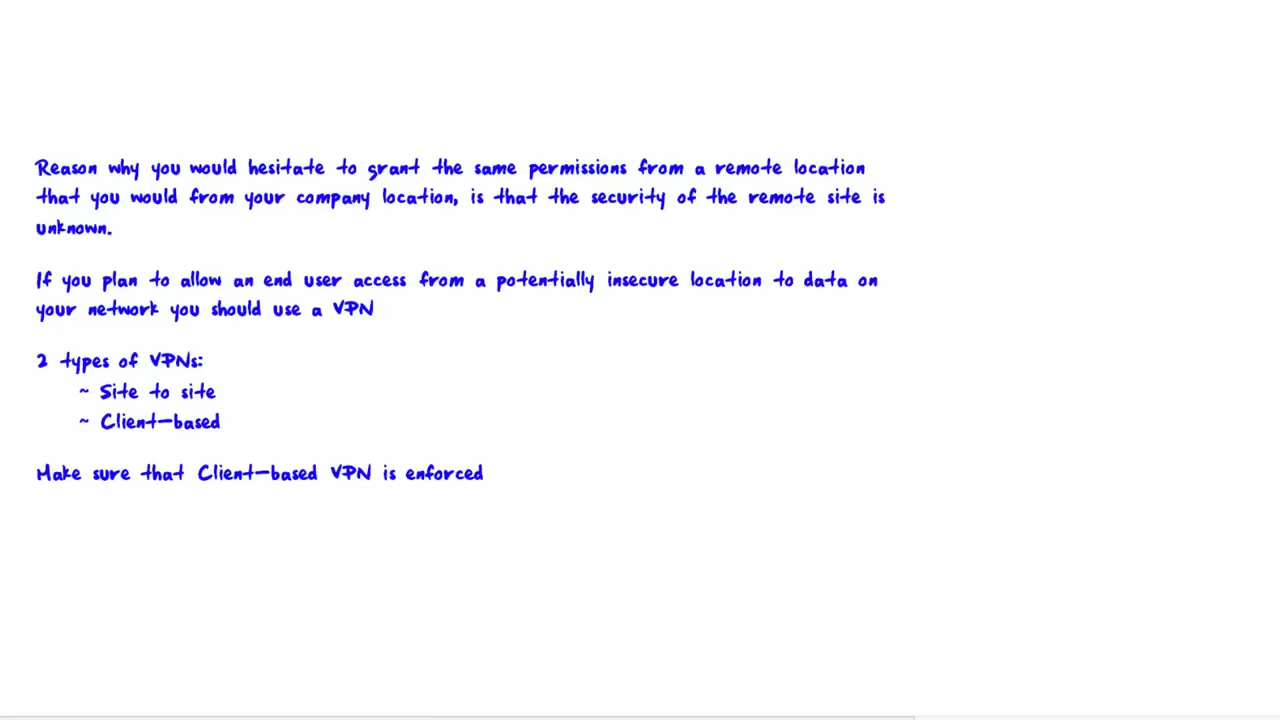 Reason why you would hesitate to grant the same permissions from a remote location
that you would from your company location, is that the security of the remote site is
unknown.
If you plan to allow an end user access from a potentially insecure location to data on
your network you should use a VPN
2 types of VPNs:
~ Site to site
~ Client-based
Make sure that Client-based VPN is enforced